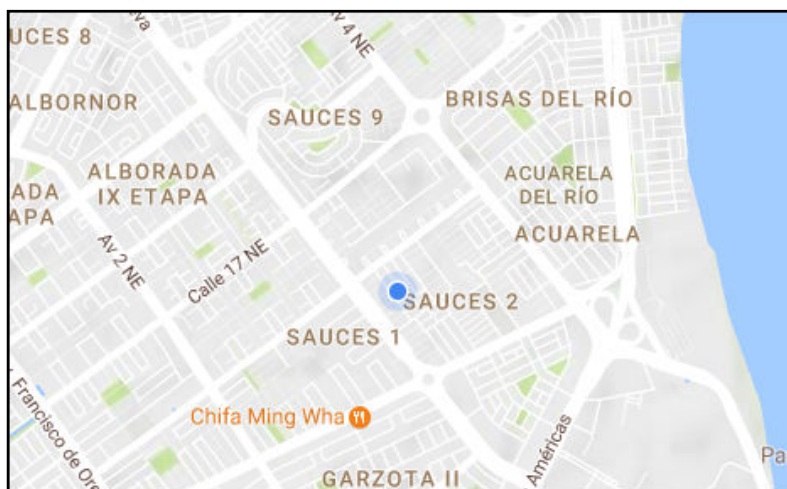 UCES 8
eva
Av 4 NE
ALBORNOR
SAUCES 9
BRISAS DEL RÍO
ALBORADA
IX ETAPA
ACUARELA
DEL RÍO
ADA
APA
ACUARELA
Av 2 NE
Calle 17 NE
SAUCES 2
SAUCES 1
Francisco de Ore
Chifa Ming Wha
Américas
Pa
GARZOTA II